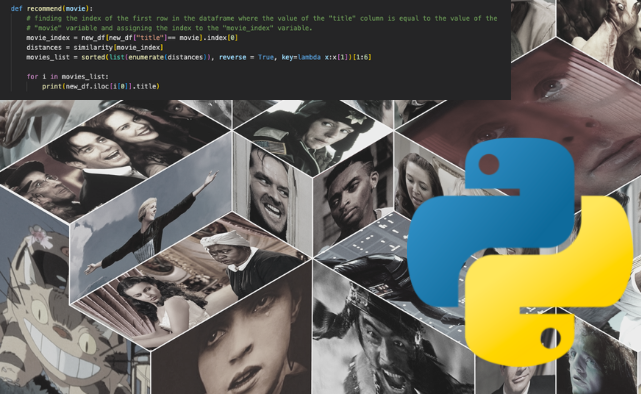 def recommend(movie):
# finding the index of the first row in the dataframe where the value of the "title" column is equal to the value of the
# "movie" variable and assigning the index to the "movie_index" variable.
movie_index = new_df[new_df["title"]== movie].index[0]
distances = similarity[movie_index]
movies_list = sorted(list(enumerate(distances)), reverse = True, key=lambda x:x[1])[1:6]
for i in movies_list:
print(new_df.iloc[i[0]].title)